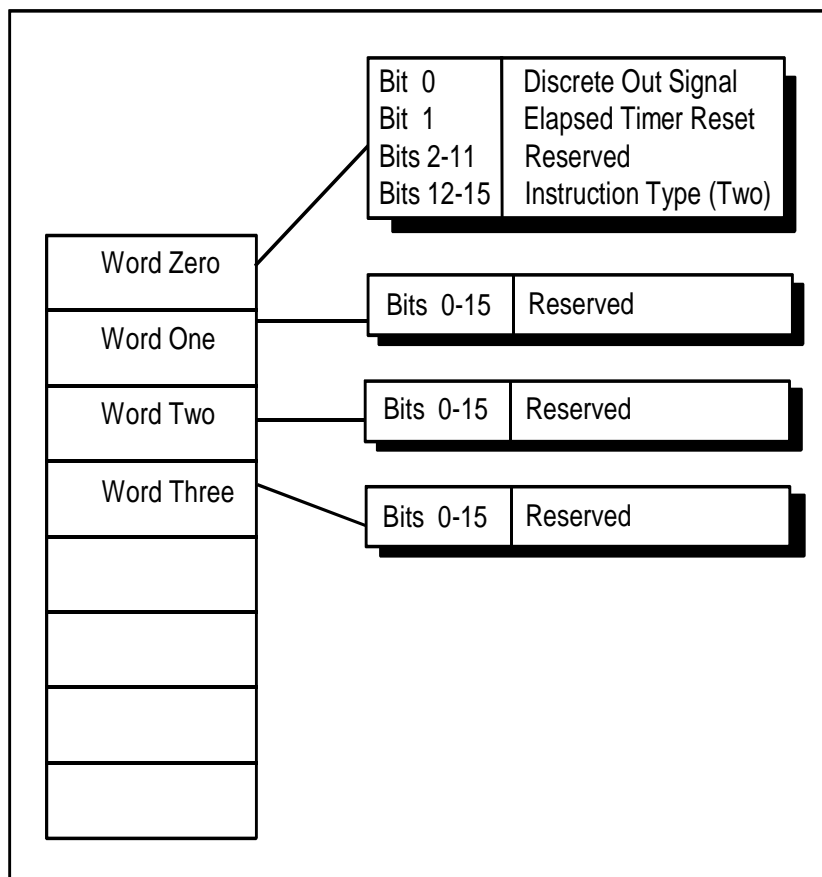 Bit 0 Discrete Out Signal
Bit 1 Elapsed Timer Reset
Bits 2-11 Reserved
Bits 12-15 Instruction Type (Two)
Word Zero
Bits 0-15 Reserved
Word One
Word Two
Bits 0-15 Reserved
Word Three
Bits 0-15 Reserved